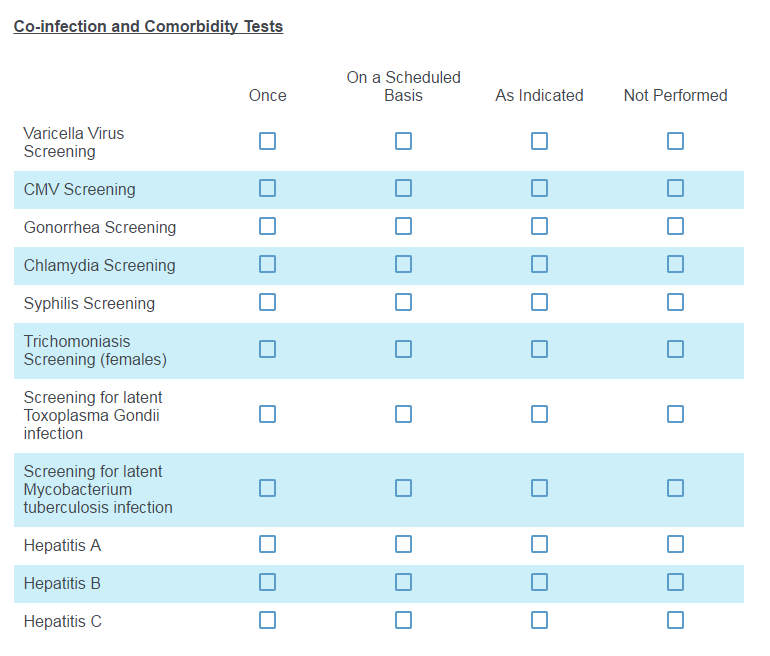 Co-infection and Comorbidity Tests
On a Scheduled
Once Basis As Indicated Not Performed
Varicella Virus
Screening
CMV Screening
Gonorrhea Screening
Chlamydia Screening
Syphilis Screening
Trichomoniasis
Screening (females)
Screening for latent
Toxoplasma Gondii
infection
Screening for latent
Mycobacterium
tuberculosis infection
Hepatitis A
Hepatitis B
Hepatitis C